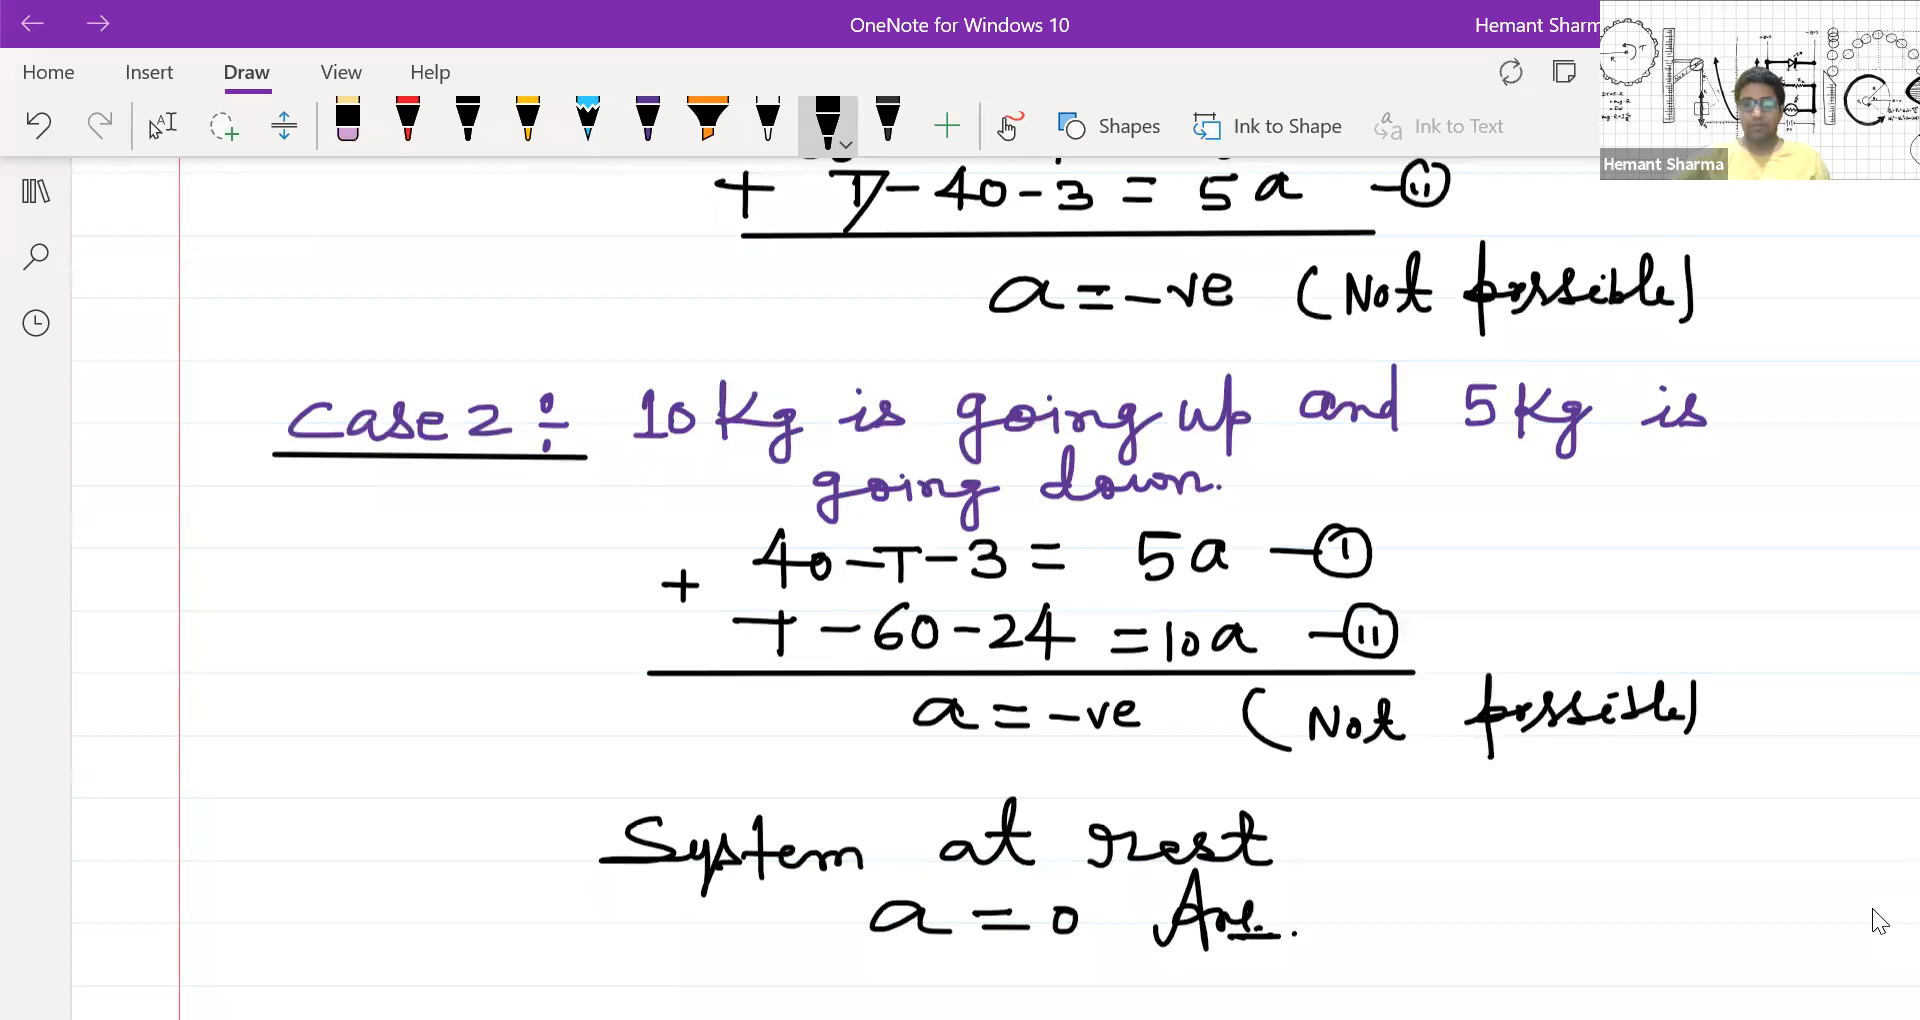 OneNote for Windows 10
Hemant Sharm
Home Insert Draw View Help
Shapes Ink to Shape Ink to Text
Hemant Sharma
+ T - 40 - 3 = 5a - II
a = -ve (Not possible)
Case 2 ÷ 10 Kg is going up and 5 Kg is
going down.
40 - T - 3 = 5a - I
+
T - 60 - 24 = 10a - II
a = -ve (Not possible)
System at rest
a = 0 Ans.